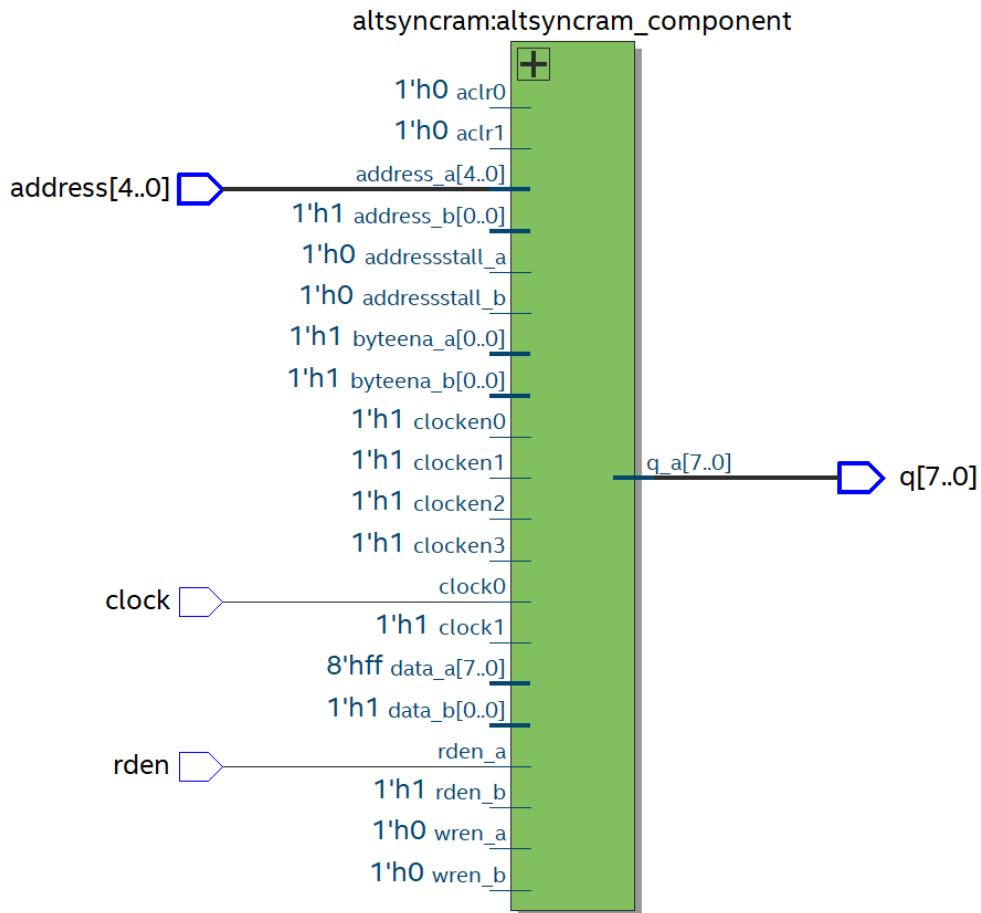 altsyncram:altsyncram_component
1'h0 aclr0
1'h0 aclr1
address[4..0] address_a[4..0]
1'h1 address_b[0..0]
1'h0 addressstall_a
1'h0 addressstall_b
1'h1 byteena_a[0..0]
1'h1 byteena_b[0..0]
1'h1 clocken0
1'h1 clocken1
q_a[7..0] q[7..0]
1'h1 clocken2
1'h1 clocken3
clock clock0
1'h1 clock1
8'hff data_a[7..0]
1'h1 data_b[0..0]
rden rden_a
1'h1 rden_b
1'h0 wren_a
1'h0 wren_b